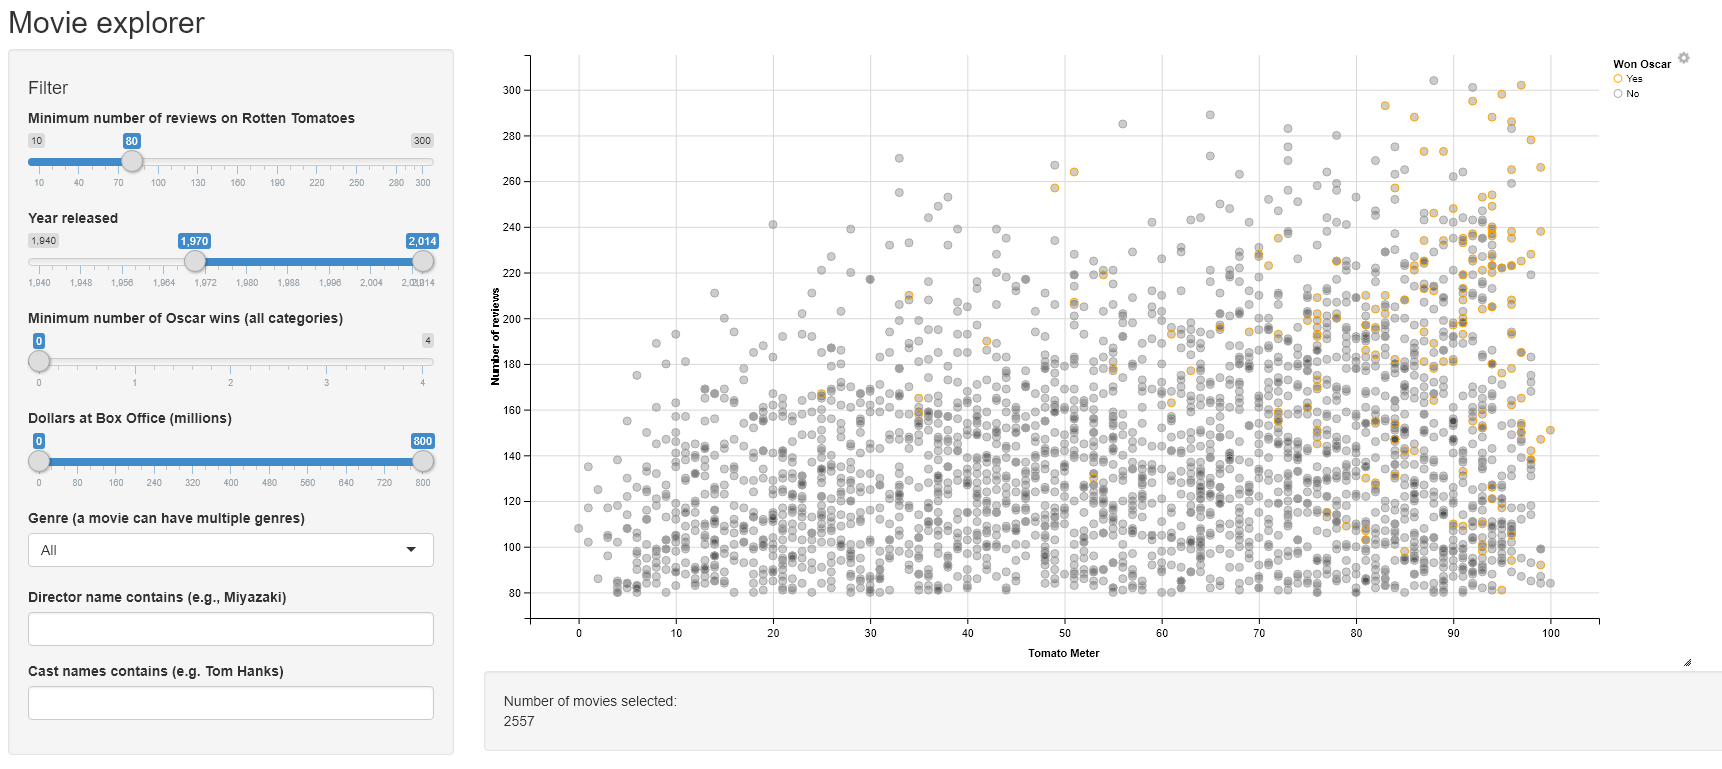 Movie explorer
Filter
Minimum number of reviews on Rotten Tomatoes
10 80 300
10 40 70 100 130 160 190 220 250 280 300
Year released
1,940 1,970 2,014
1,940 1,948 1,956 1,964 1,972 1,980 1,988 1,996 2,004 2,014
Minimum number of Oscar wins (all categories)
0 4
0 1 2 3 4
Dollars at Box Office (millions)
0 800
0 80 160 240 320 400 480 560 640 720 800
Genre (a movie can have multiple genres)
All
Director name contains (e.g., Miyazaki)
Cast names contains (e.g. Tom Hanks)
Number of reviews
300
280
260
240
220
200
180
160
140
120
100
80
0 10 20 30 40 50 60 70 80 90 100
Tomato Meter
Won Oscar
Yes
No
Number of movies selected:
2557